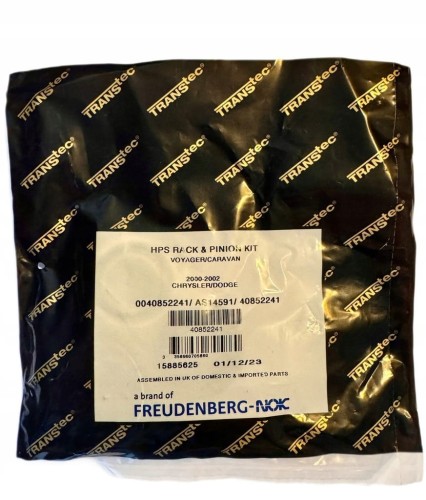 TRANStec®
HPS RACK & PINION KIT
VOYAGER/CARAVAN
2000-2002
CHRYSLER/DODGE
0040852241/ AS14591/ 40852241
40852241
15885625 01/12/23
ASSEMBLED IN UK OF DOMESTIC & IMPORTED PARTS
a brand of
FREUDENBERG-NOK